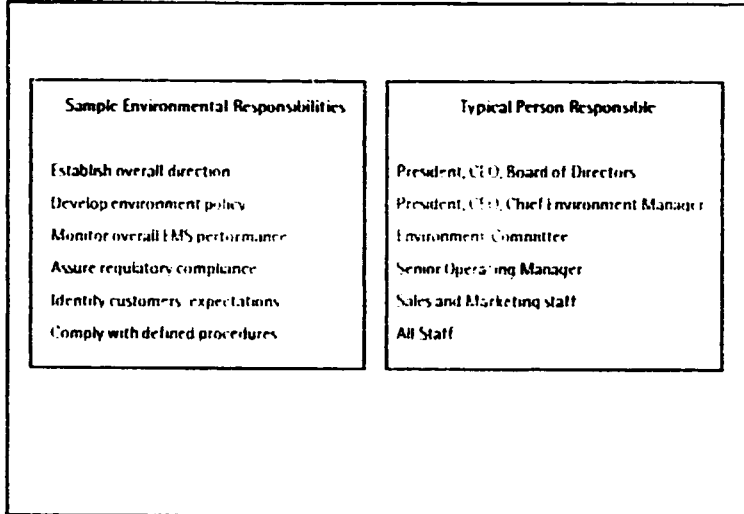 Sample Environmental Responsibilities
Establish overall direction
Develop environment policy
Monitor overall EMS performance
Assure regulatory compliance
Identify customers' expectations
Comply with defined procedures
Typical Person Responsible
President, CEO, Board of Directors
President, CEO, Chief Environment Manager
Environment Committee
Senior Operating Manager
Sales and Marketing staff
All Staff